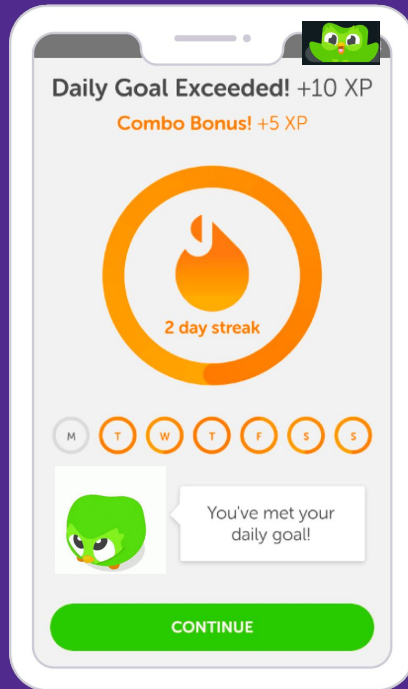 Daily Goal Exceeded! +10 XP
Combo Bonus! +5 XP
2 day streak
M T W T F S S
You've met your
daily goal!
CONTINUE